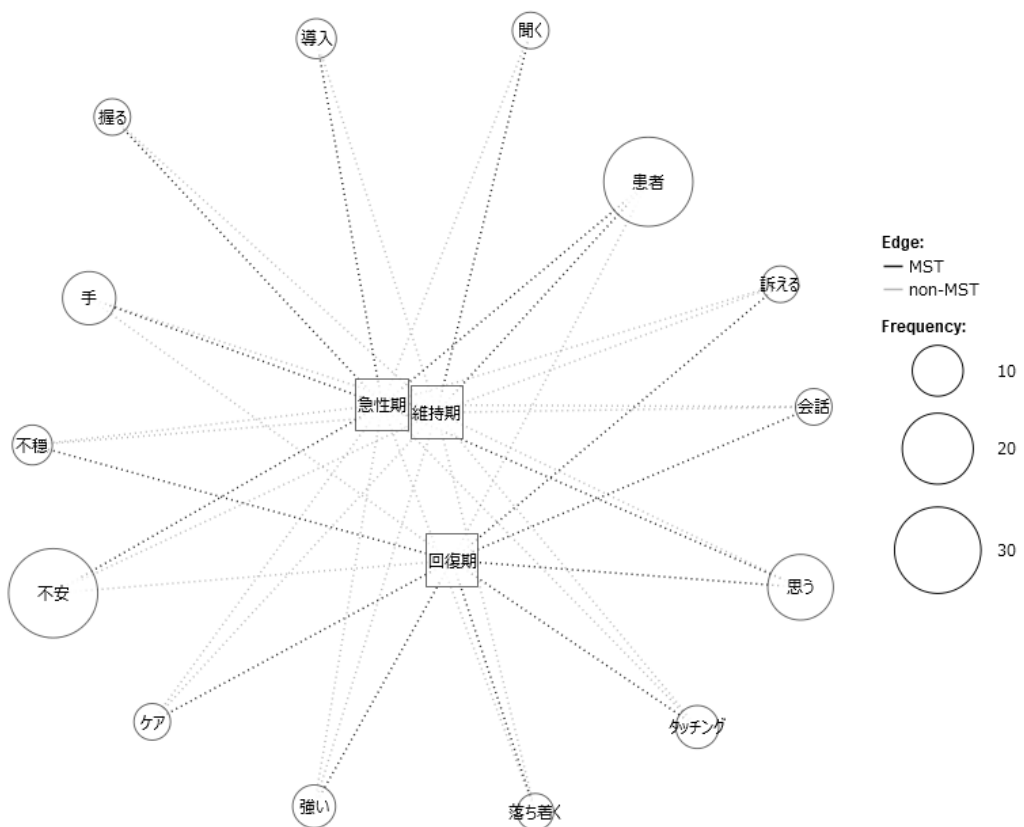 導入
聞く
握る
患者
手
訴える
急性期
維持期
会話
不穏
回復期
不安
思う
ケア
タッチング
強い
落ち着く
Edge:
MST
non-MST
Frequency:
10
20
30